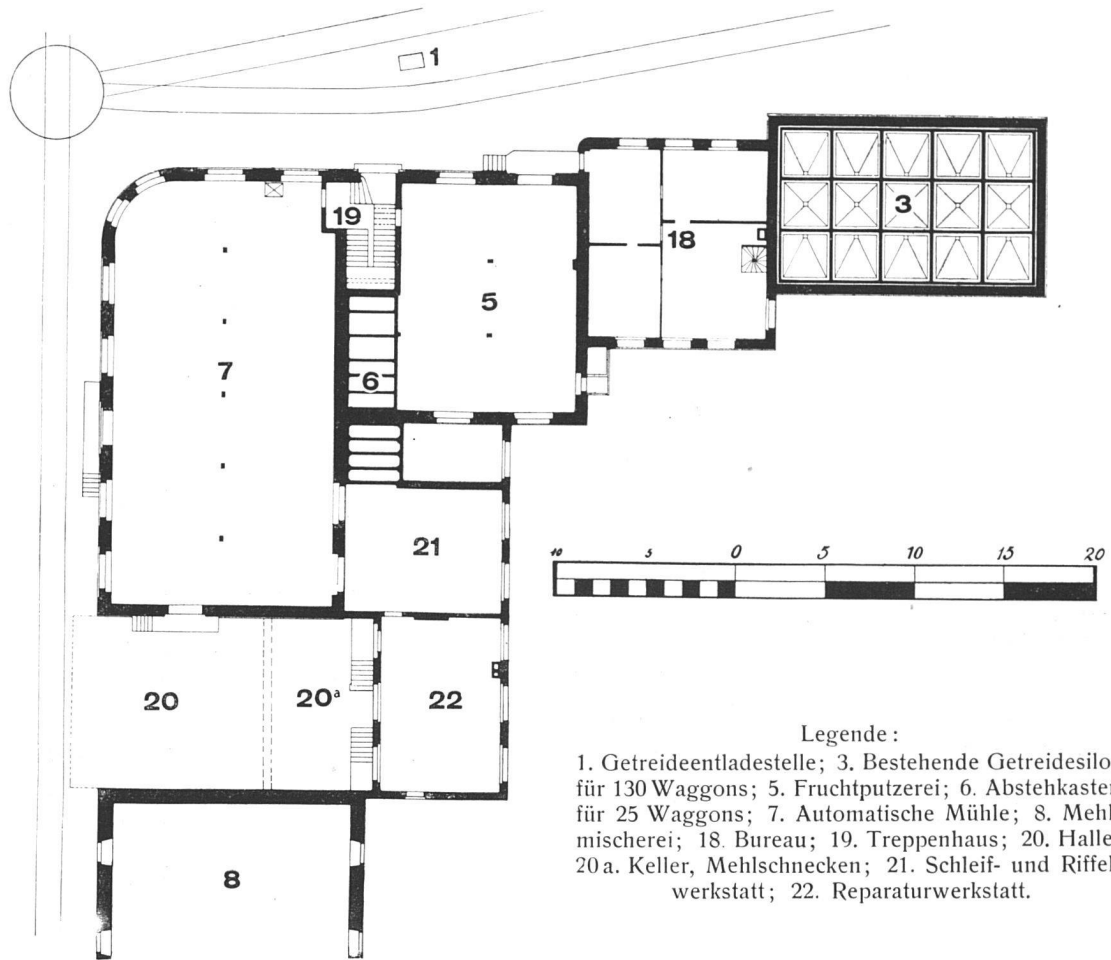 1
3
19
18
5
7
6
21
10 5 0 5 10 15 20
20
20a
22
8
Legende:
1. Getreideentladestelle; 3. Bestehende Getreidesilo
für 130 Waggons; 5. Fruchtputzerei; 6. Abstehkasten
für 25 Waggons; 7. Automatische Mühle; 8. Mehl
mischerei; 18. Bureau; 19. Treppenhaus; 20. Halle
20a. Keller, Mehlschnecken; 21. Schleif- und Riffel
werkstatt; 22. Reparaturwerkstatt.